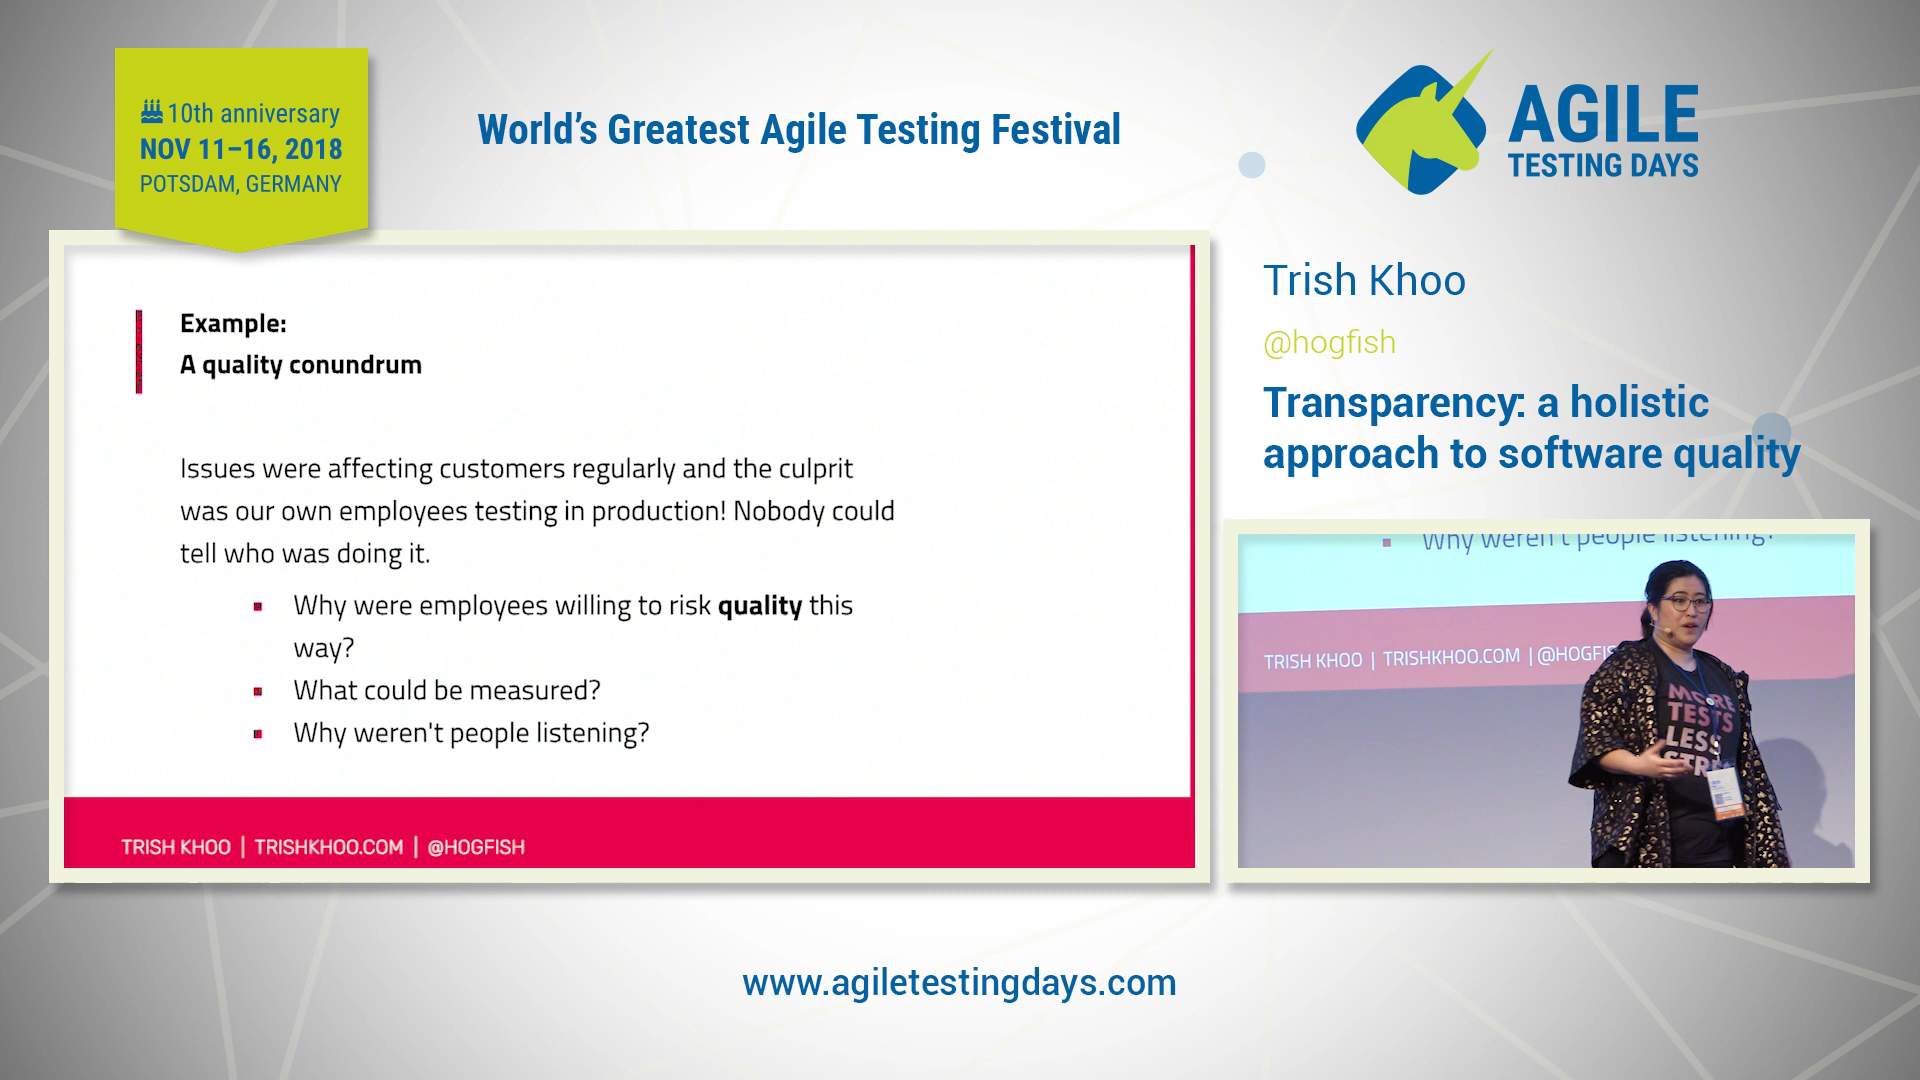 10th anniversary
NOV 11–16, 2018
POTSDAM, GERMANY
World's Greatest Agile Testing Festival
AGILE
TESTING DAYS
Example:
A quality conundrum
Issues were affecting customers regularly and the culprit
was our own employees testing in production! Nobody could
tell who was doing it.
Why were employees willing to risk quality this
way?
What could be measured?
Why weren't people listening?
TRISH KHOO | TRISHKHOO.COM | @HOGFISH
Trish Khoo
@hogfish
Transparency: a holistic
approach to software quality
Why weren't people listening?
TRISH KHOO | TRISHKHOO.COM | @HOGFIS
MORE
TESTS
LESS
www.agiletestingdays.com